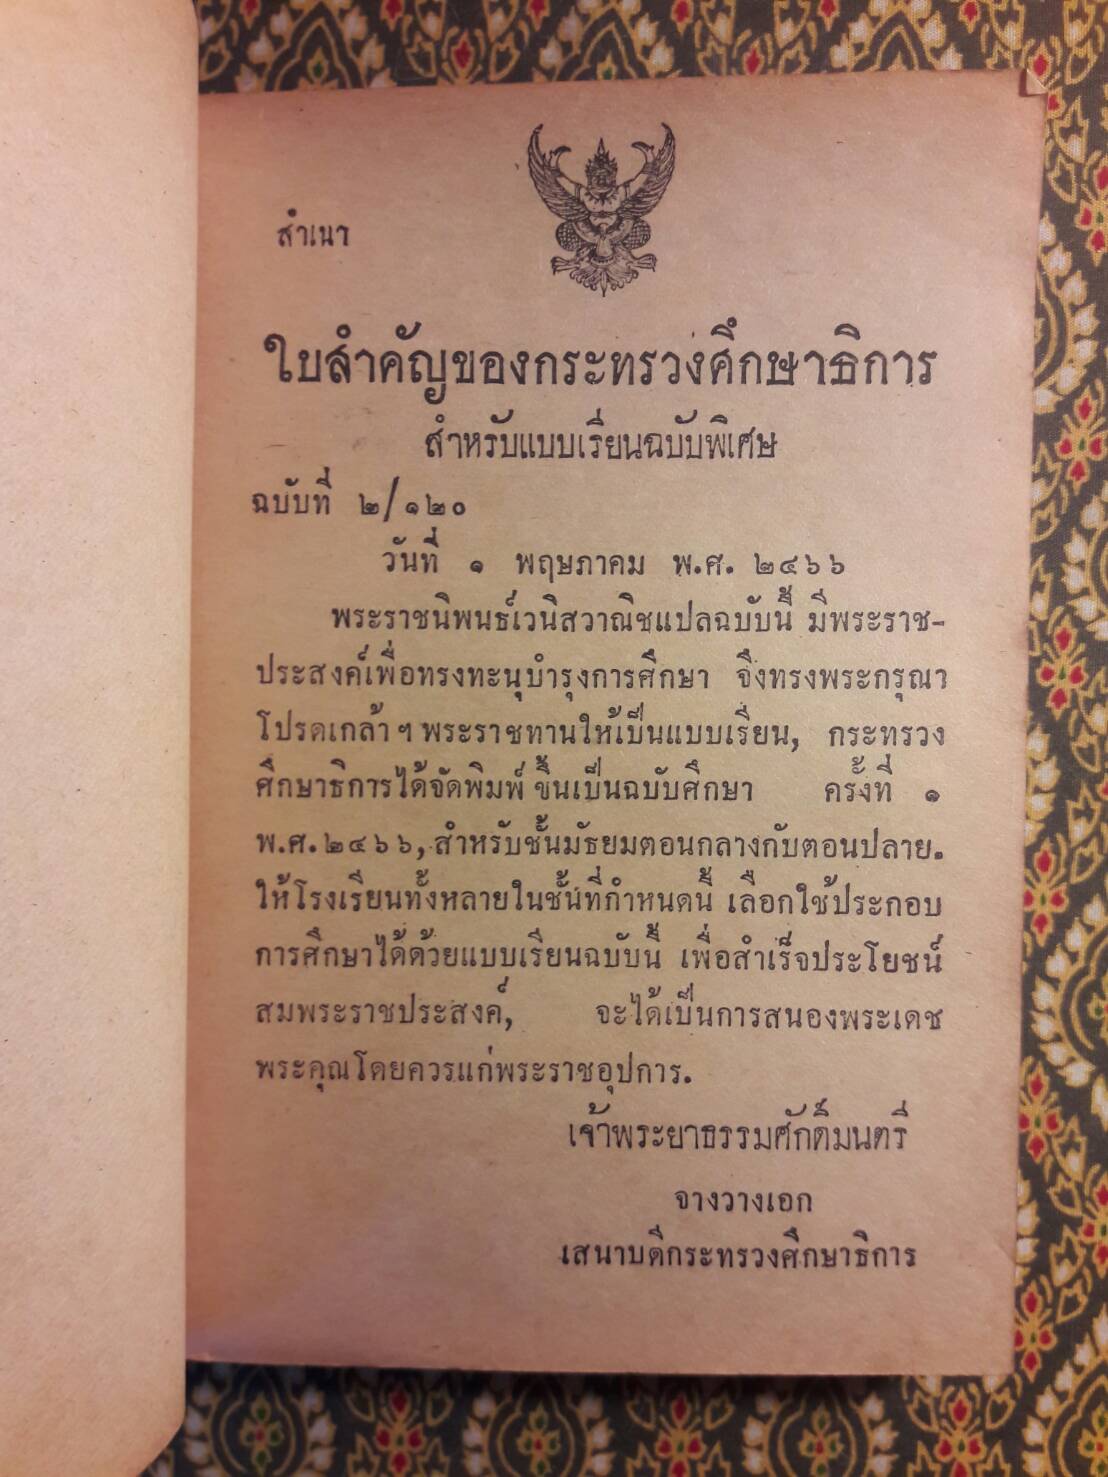 สำเนา
ใบสำคัญของกระทรวงศึกษาธิการ
สำหรับแบบเรียนฉบับพิเศษ
ฉบับที่ ๒/๑๒๐
วันที่ ๑ พฤษภาคม พ.ศ. ๒๔๖๖
พระราชนิพนธ์เวนิสวาณิชแปลฉบับนี้ มีพระราช-
ประสงค์เพื่อทรงทะนุบำรุงการศึกษา จึงทรงพระกรุณา
โปรดเกล้า ฯ พระราชทานให้เป็นแบบเรียน, กระทรวง
ศึกษาธิการได้จัดพิมพ์ ขึ้นเป็นฉบับศึกษา ครั้งที่ ๑
พ.ศ. ๒๔๖๖, สำหรับชั้นมัธยมตอนกลางกับตอนปลาย.
ให้โรงเรียนทั้งหลายในชั้นที่กำหนดนี้ เลือกใช้ประกอบ
การศึกษาได้ด้วยแบบเรียนฉบับนี้ เพื่อสำเร็จประโยชน์
สมพระราชประสงค์, จะได้เป็นการสนองพระเดช
พระคุณโดยควรแก่พระราชอุปการ.
เจ้าพระยาธรรมศักดิ์มนตรี
จางวางเอก
เสนาบดีกระทรวงศึกษาธิการ